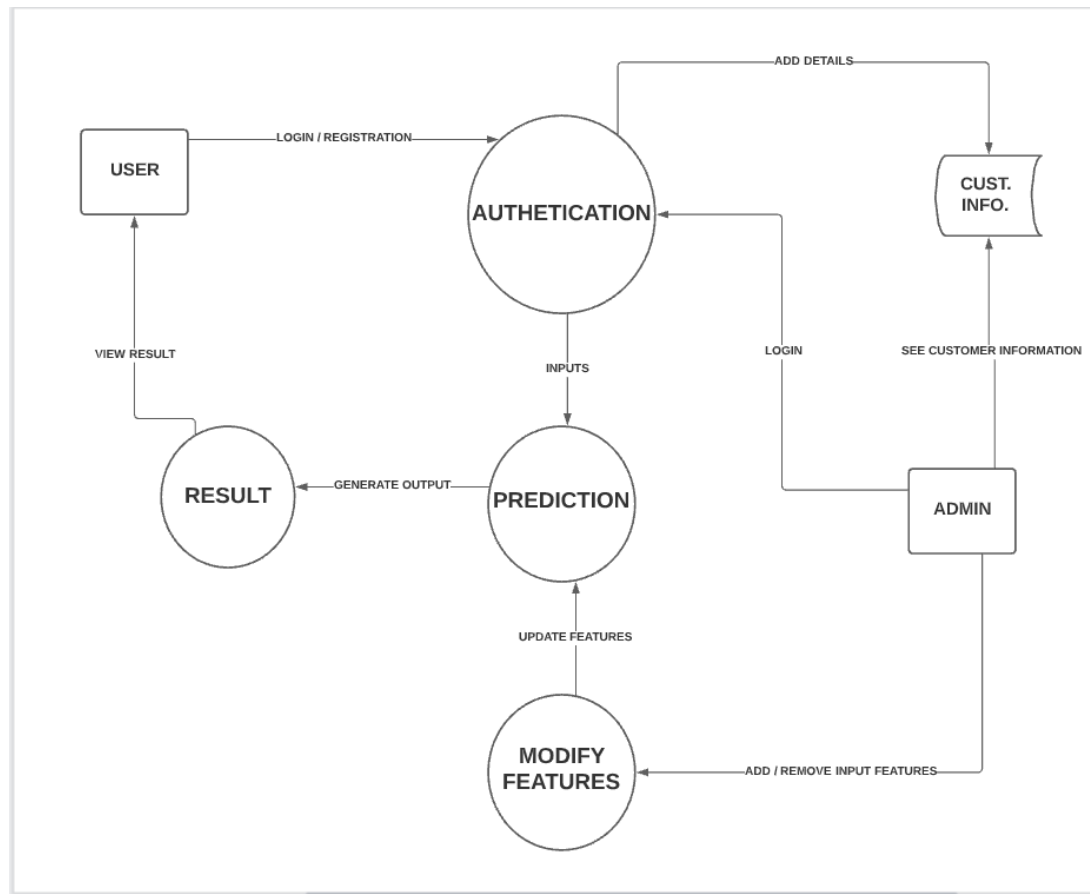 ADD DETAILS
LOGIN / REGISTRATION
USER
CUST.
INFO.
AUTHETICATION
VIEW RESULT
INPUTS
LOGIN
SEE CUSTOMER INFORMATION
RESULT
GENERATE OUTPUT
PREDICTION
ADMIN
UPDATE FEATURES
MODIFY
FEATURES
ADD / REMOVE INPUT FEATURES